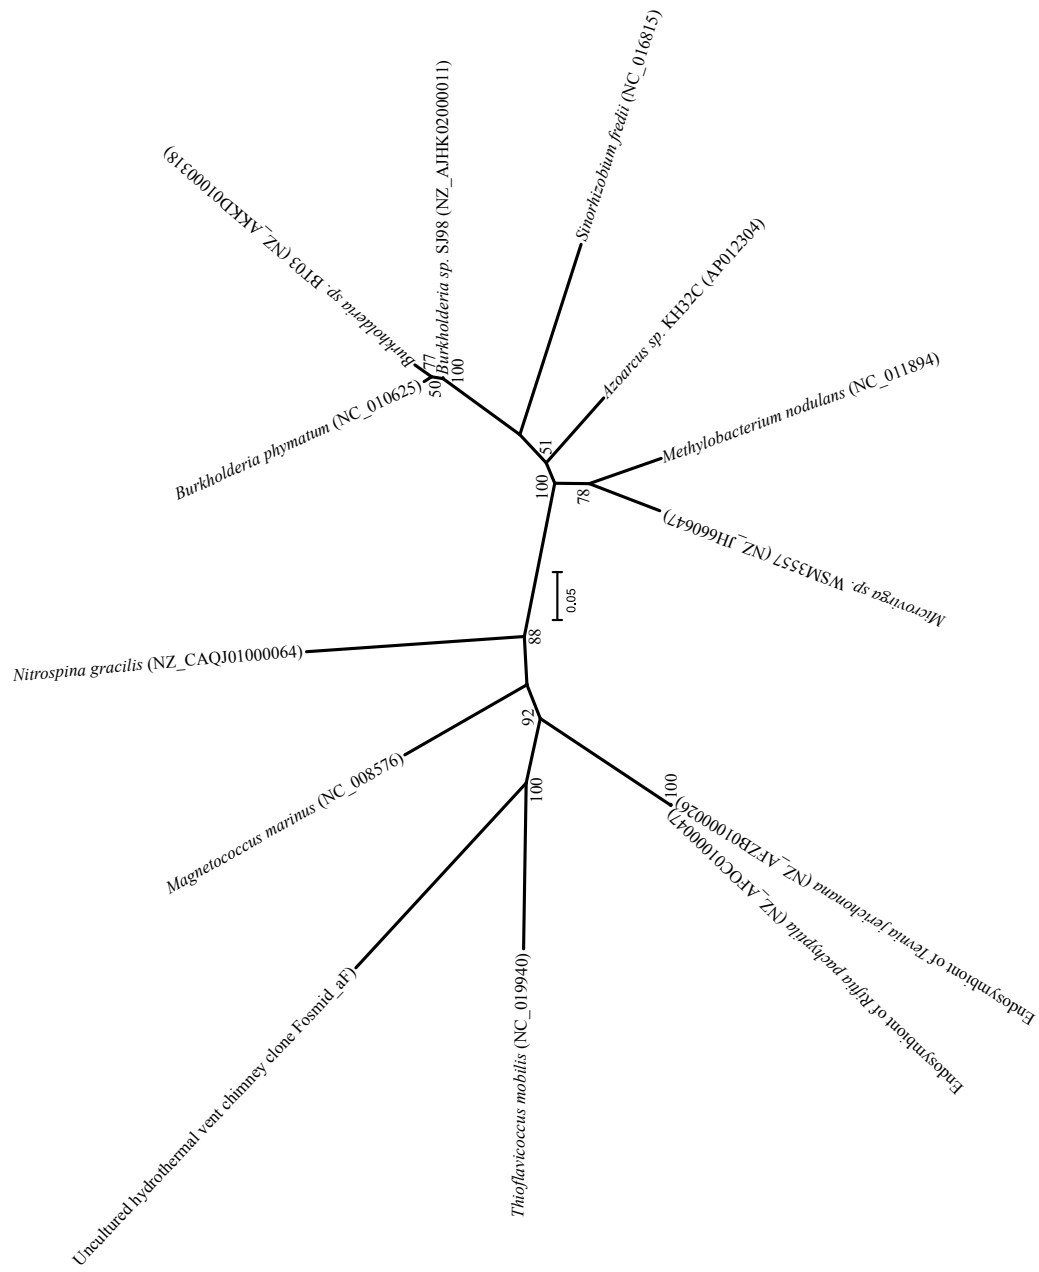 Sinorhizobium fredii (NC_016815)
Burkholderia sp. SJ98 (NZ_AJHK02000011)
Burkholderia sp. BT03 (NZ_AKKD01000318)
Azoarcus sp. KH32C (AP012304)
77
100
50
Burkholderia phymatum (NC_010625)
Methylobacterium nodulans (NC_011894)
51
100
78
Microvirga sp. WSM3557 (NZ_JH660647)
0.05
88
Nitrospina gracilis (NZ_CAQJ01000064)
92
Magnetococcus marinus (NC_008576)
100
100
Endosymbiont of Tevnia jerichonana (NZ_AFZB01000026)
Endosymbiont of Riftia pachyptila (NZ_AFOC01000047)
Thioflavicoccus mobilis (NC_019940)
Uncultured hydrothermal vent chimney clone Fosmid_aF)